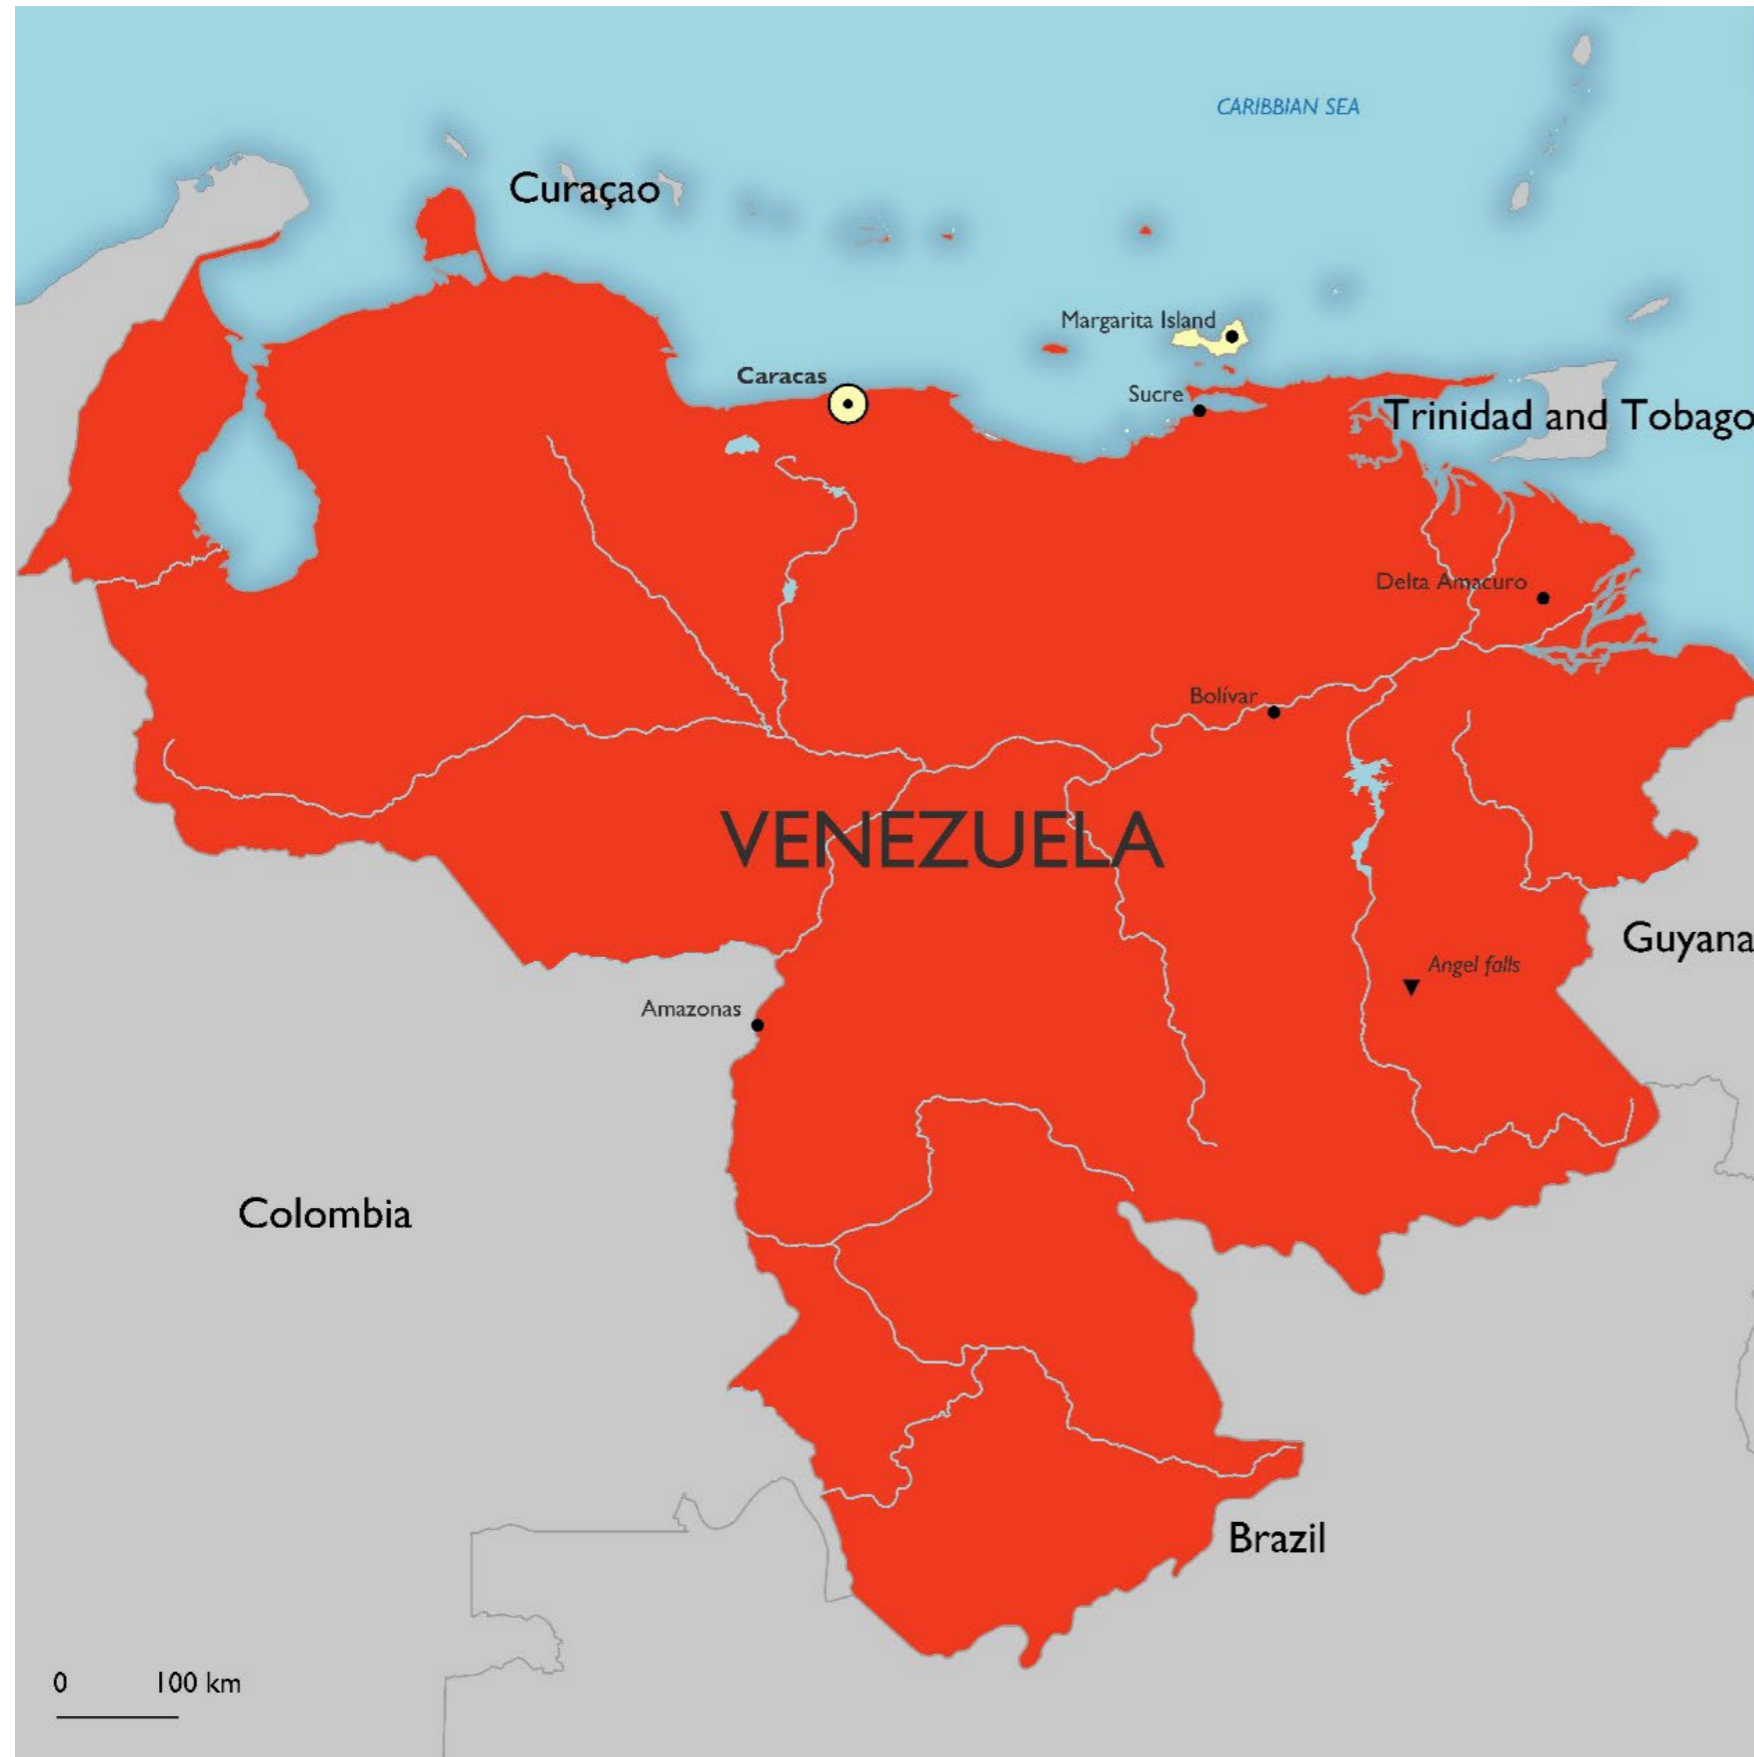 CARIBBIAN SEA
Curaçao
Margarita Island
Caracas
Sucre
Trinidad and Tobago
Delta Amacuro
Bolívar
VENEZUELA
Guyana
Angel falls
Amazonas
Colombia
Brazil
0 100 km